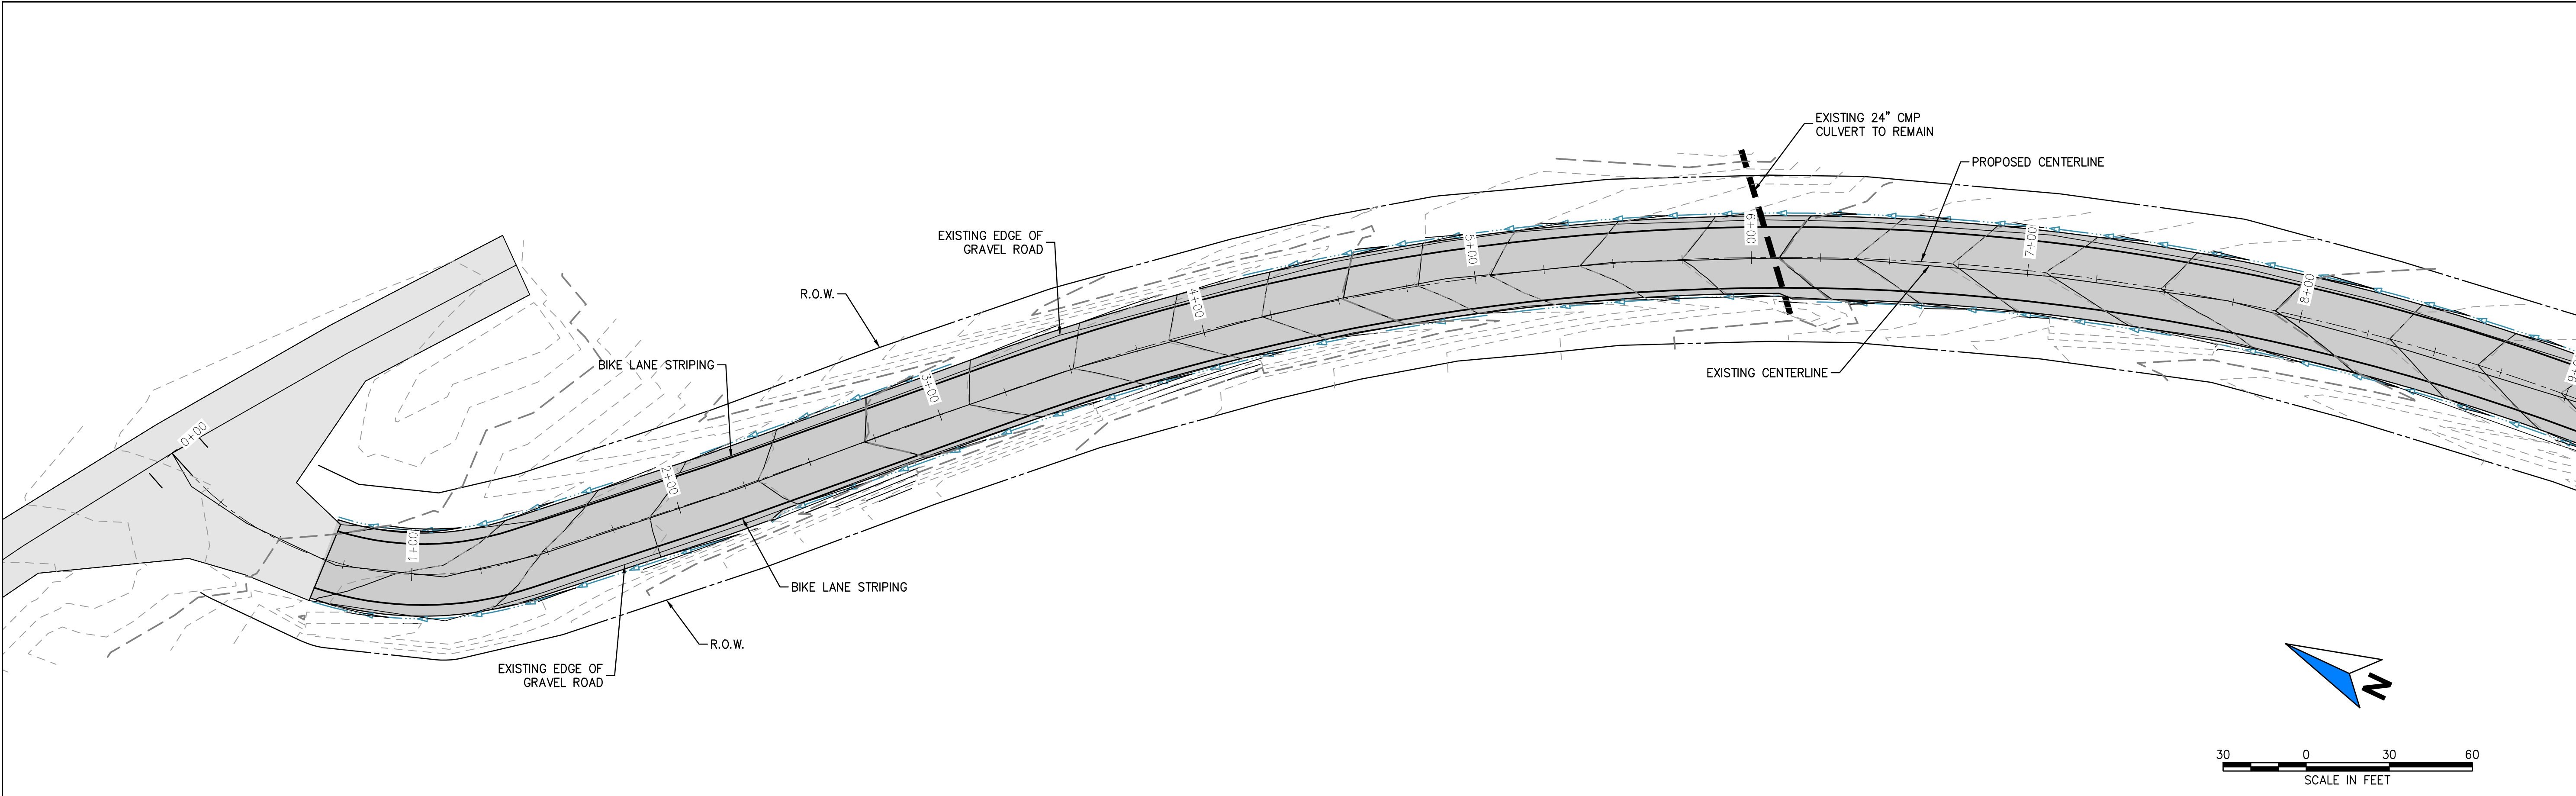 EXISTING 24" CMP
CULVERT TO REMAIN
PROPOSED CENTERLINE
EXISTING EDGE OF
GRAVEL ROAD
R.O.W.
BIKE LANE STRIPING
EXISTING CENTERLINE
0+00
1+00
2+00
3+00
4+00
5+00
6+00
7+00
8+00
BIKE LANE STRIPING
R.O.W.
EXISTING EDGE OF
GRAVEL ROAD
N
30 0 30 60
SCALE IN FEET